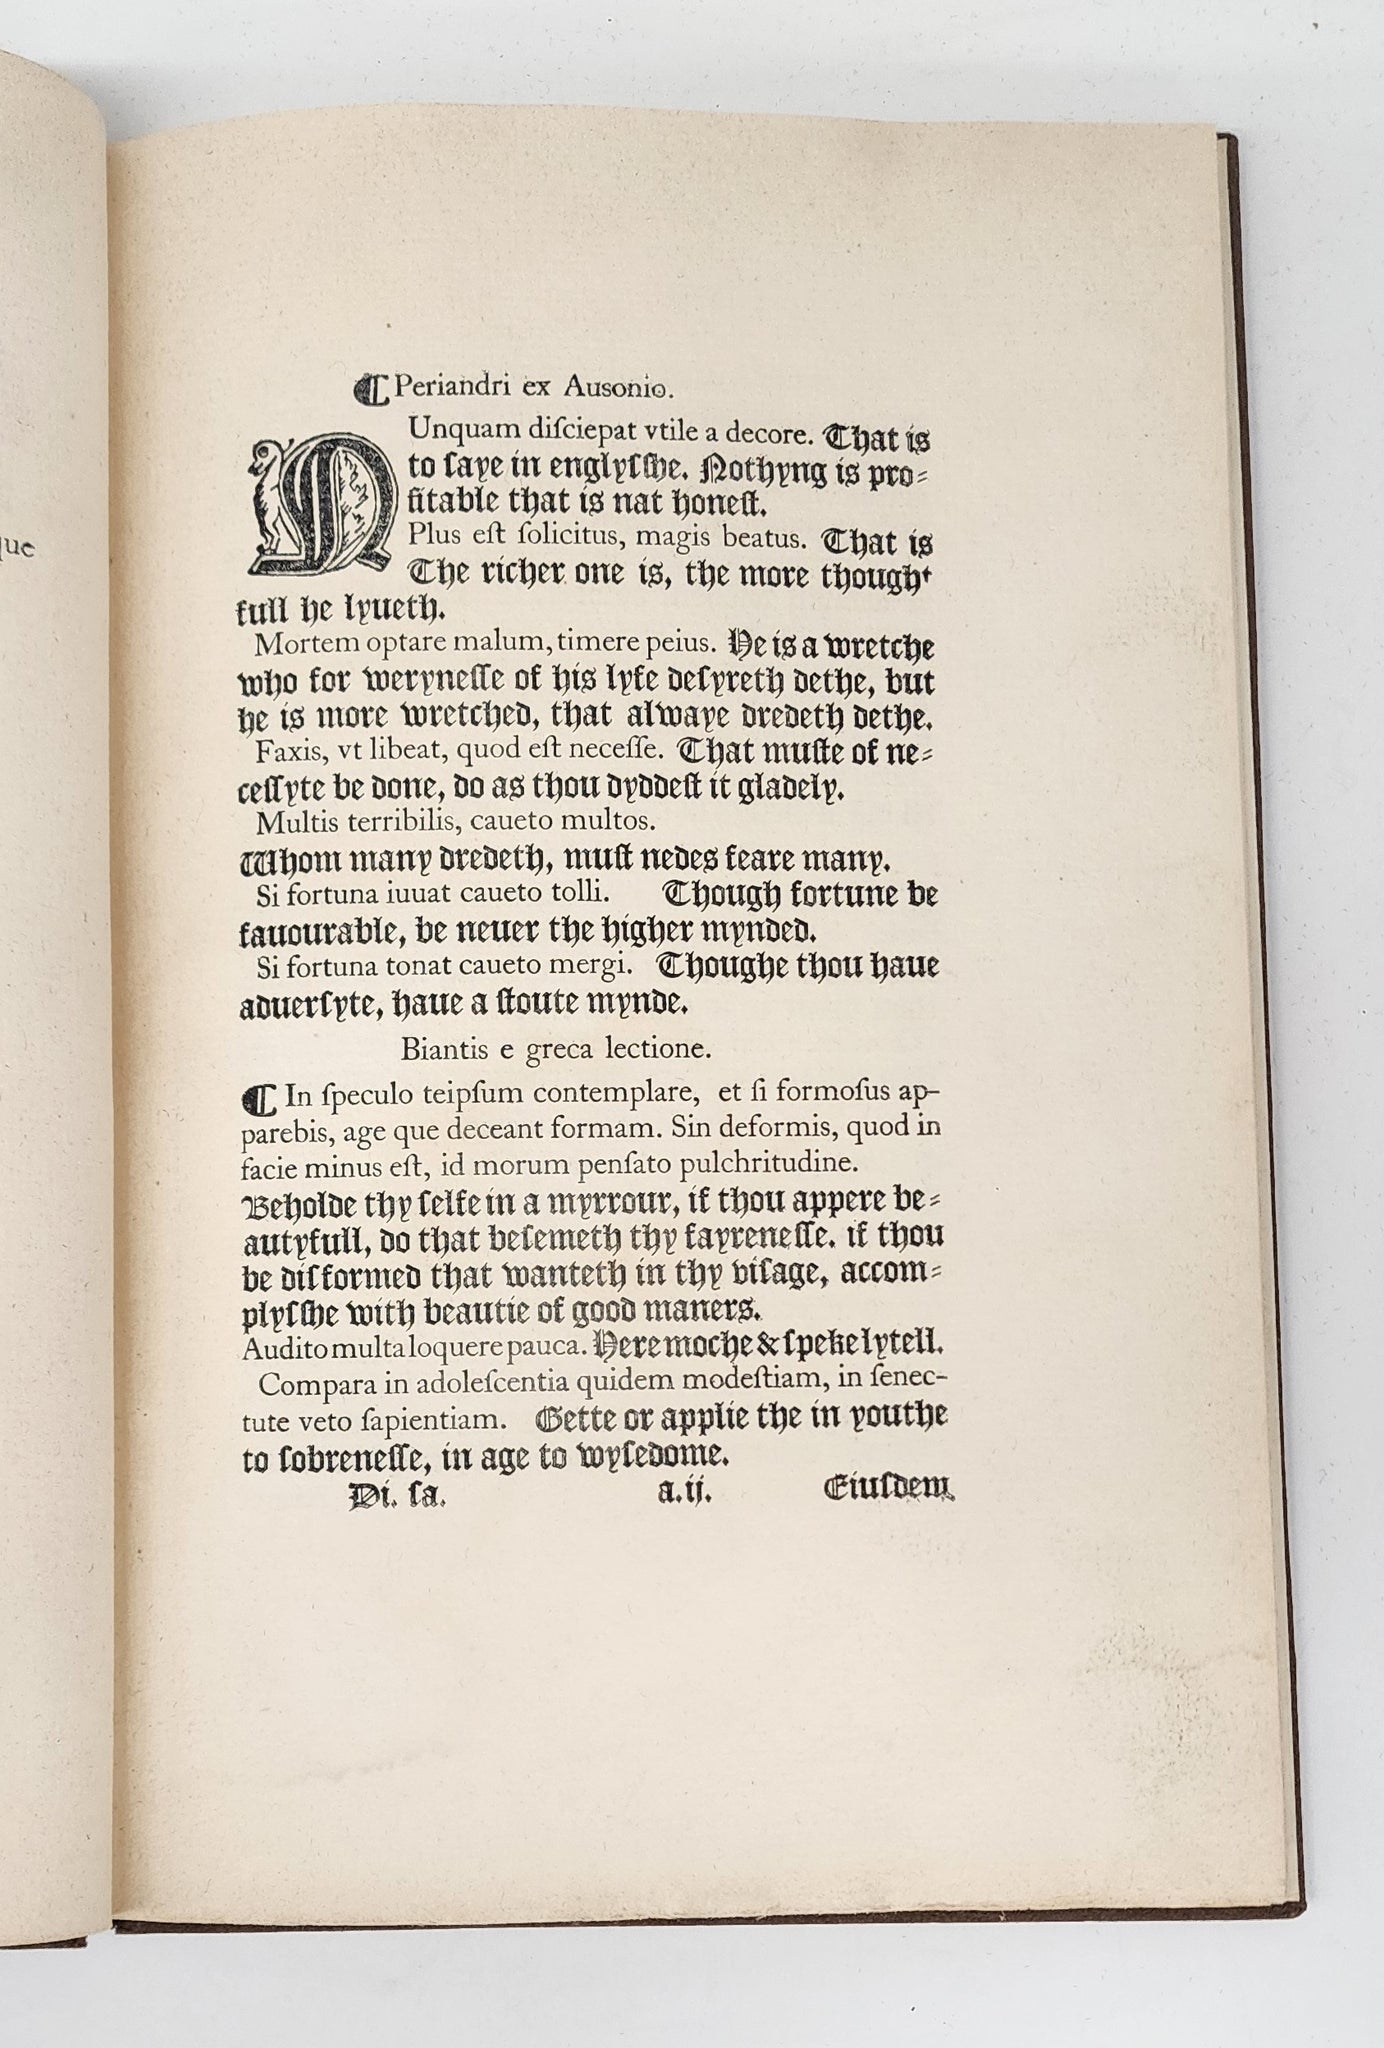 que
¶ Periandri ex Ausonio.
NUnquam diſciepat vtile a decore. That is
to ſaye in englyſſhe. Nothyng is pro⸗
fitable that is nat honeſt.
Plus eſt ſolicitus, magis beatus. That is
The richer one is, the more though⸗
full he lyueth.
Mortem optare malum, timere peius. He is a wretche
who for weryneſſe of his lyfe deſyreth dethe, but
he is more wretched, that alwaye dredeth dethe.
Faxis, vt libeat, quod eſt neceſſe. That muſte of ne⸗
ceſſyte be done, do as thou dyddeſt it gladely.
Multis terribilis, caueto multos.
Whom many dredeth, muſt nedes feare many.
Si fortuna iuuat caueto tolli. Though fortune be
fauourable, be neuer the higher mynded.
Si fortuna tonat caueto mergi. Thoughe thou haue
aduerſyte, haue a ſtoute mynde.
Biantis e greca lectione.
¶ In ſpeculo teipſum contemplare, et ſi formoſus ap-
parebis, age que deceant formam. Sin deformis, quod in
facie minus eſt, id morum penſato pulchritudine.
Beholde thy ſelfe in a myrrour, if thou appere be⸗
autyfull, do that beſemeth thy fayreneſſe. if thou
be diſformed that wanteth in thy viſage, accom⸗
plyſſhe with beautie of good maners.
Audito multa loquere pauca. Here moche & ſpeke lytell.
Compara in adoleſcentia quidem modeſtiam, in ſenec-
tute veto ſapientiam. Gette or applie the in youthe
to ſobreneſſe, in age to wyſedome.
Di. ſa. a.ij. Eiuſdem